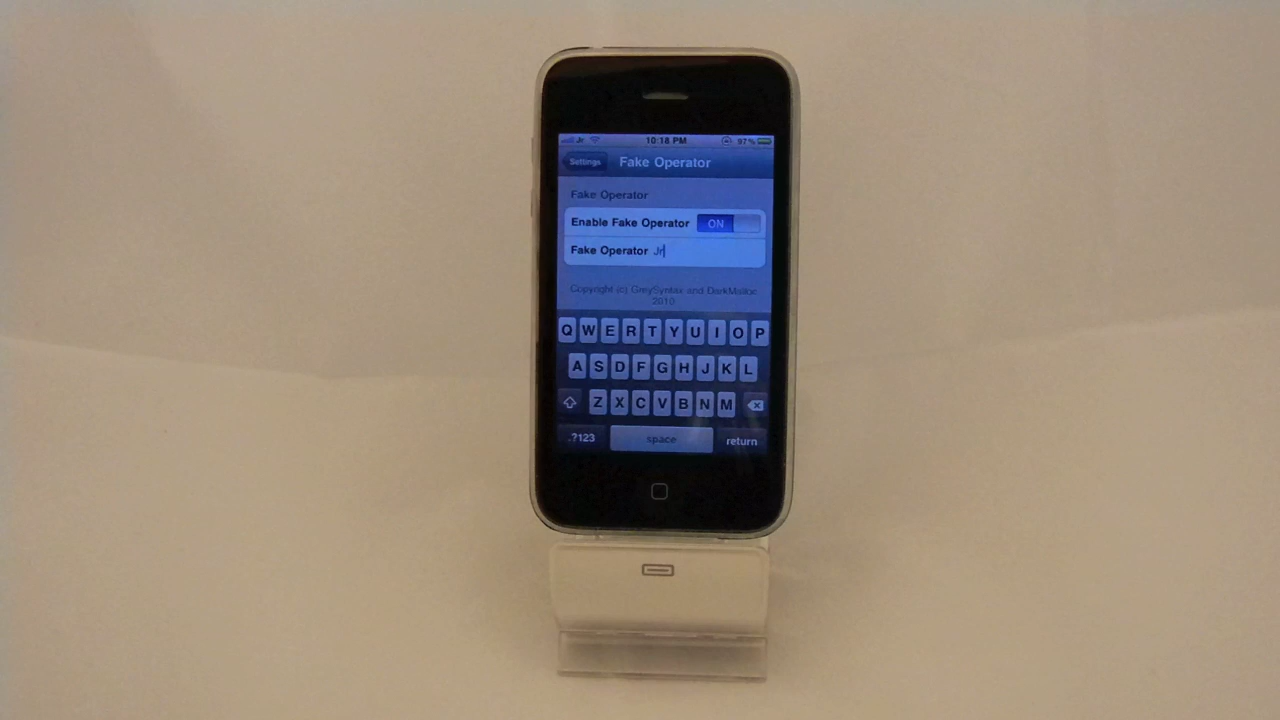 Jr 10:18 PM 97%
Settings Fake Operator
Fake Operator
Enable Fake Operator ON
Fake Operator Jr
Copyright (c) GreySyntax and DarkMalloc
2010
Q W E R T Y U I O P
A S D F G H J K L
Z X C V B N M
.?123 space return